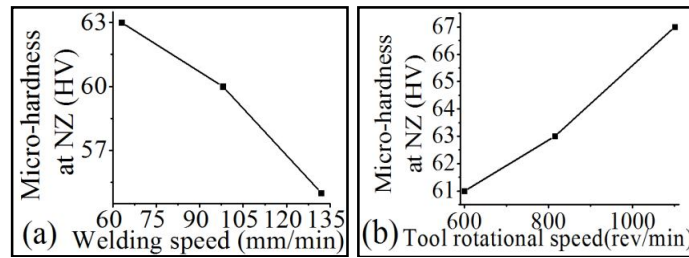 Micro-hardness
at NZ (HV)
63
60
57
60 75 90 105 120 135
(a) Welding speed (mm/min)
Micro-hardness
at NZ (HV)
67
66
65
64
63
62
61
600 800 1000
(b) Tool rotational speed(rev/min)